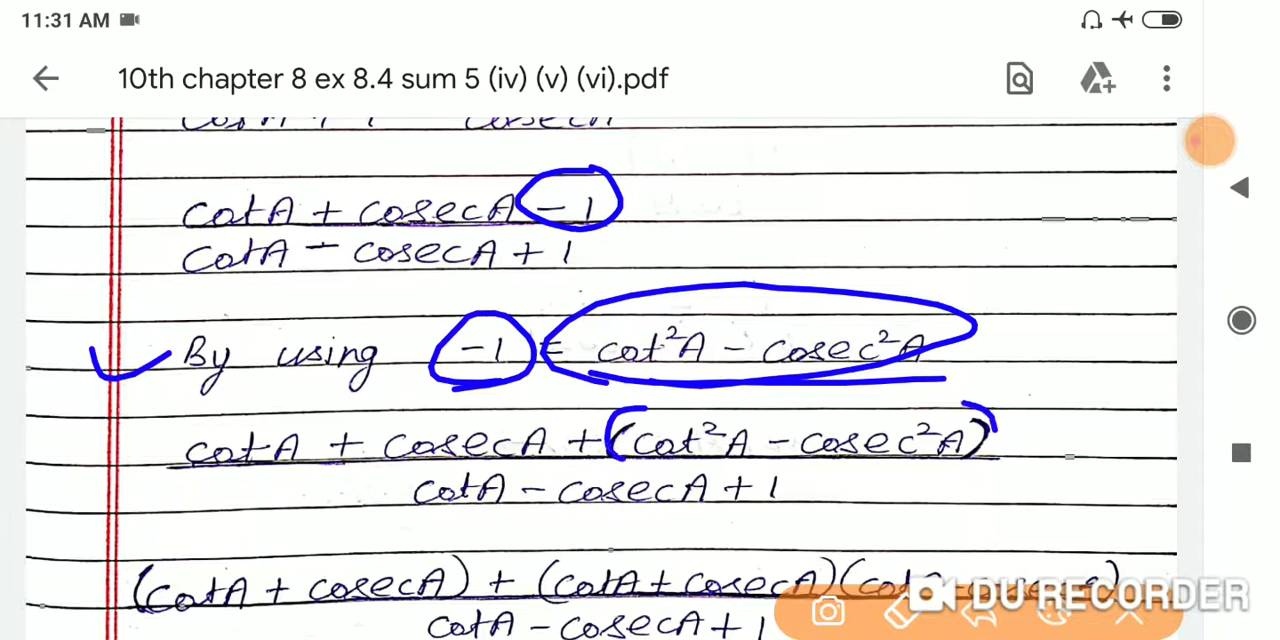 11:31 AM
10th chapter 8 ex 8.4 sum 5 (iv) (v) (vi).pdf
cotA + cosecA - 1
cotA - cosecA + 1
By using -1 = cot²A - cosec²A
cotA + cosecA + (cot²A - cosec²A)
cotA - cosecA + 1
(cotA + cosecA) + (cotA + cosecA)(
DU RECORDER
cotA - cosecA + 1